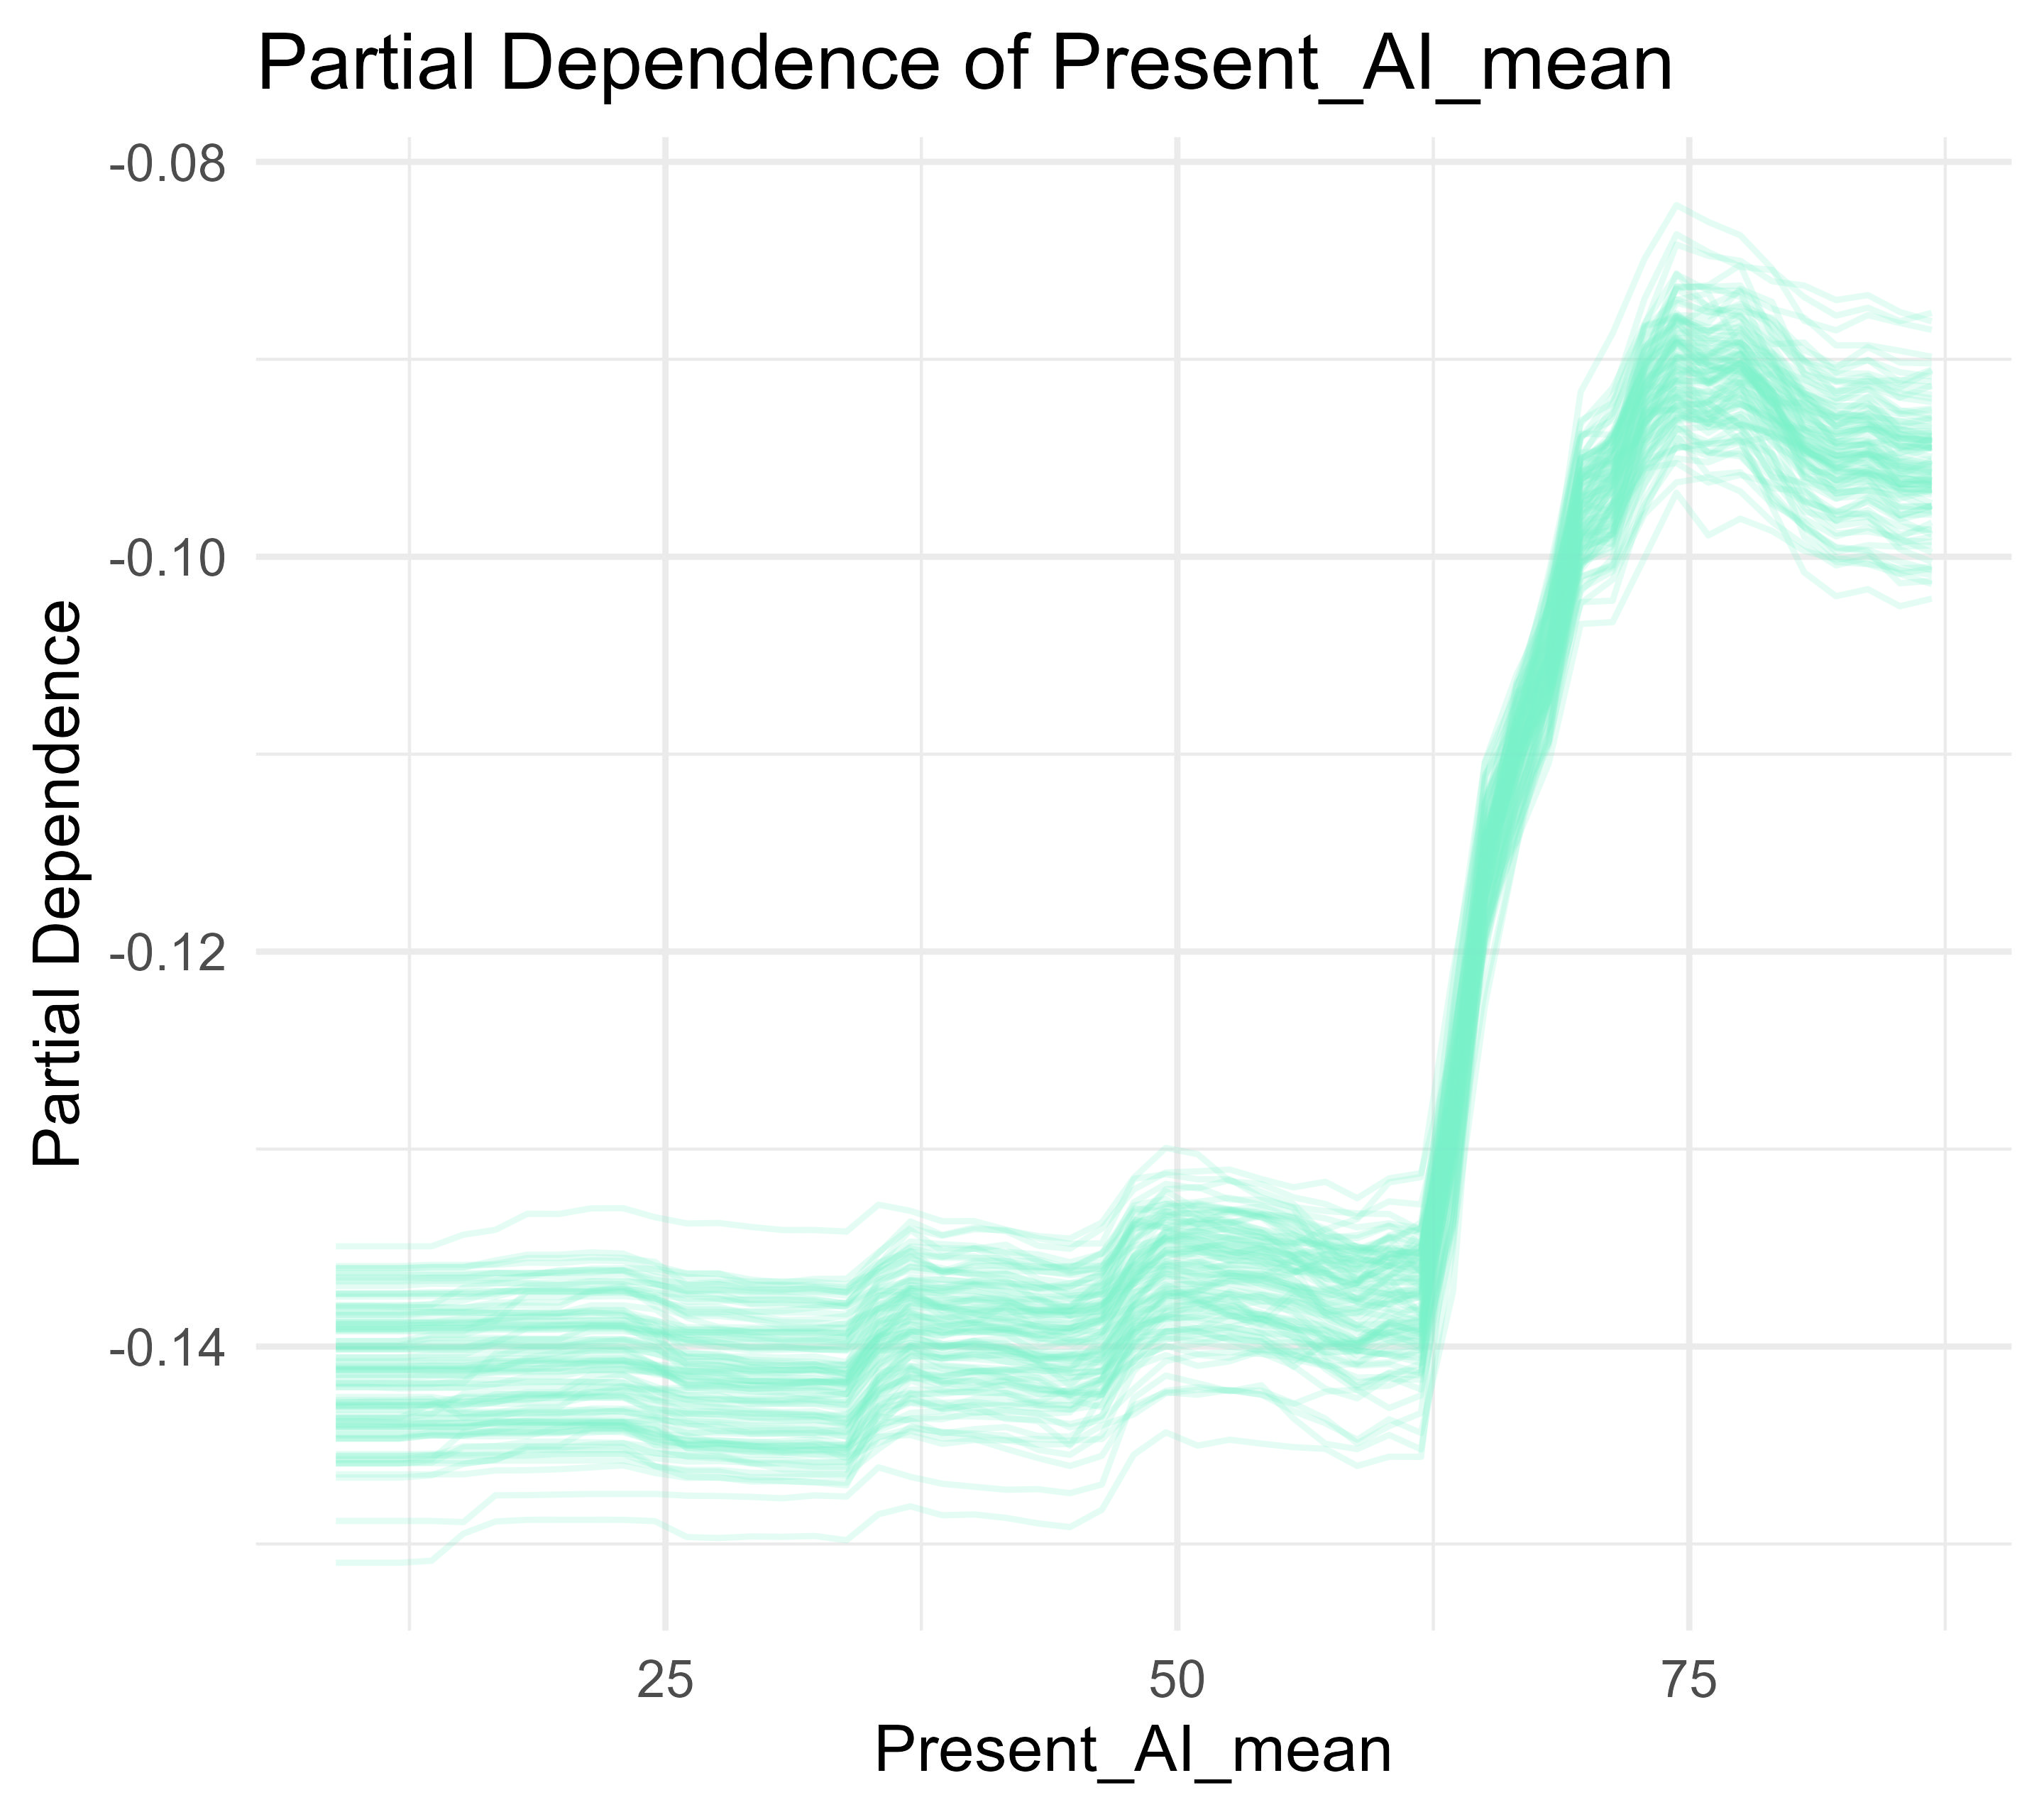 Partial Dependence of Present_AI_mean
Partial Dependence
-0.08
-0.10
-0.12
-0.14
25
50
75
Present_AI_mean